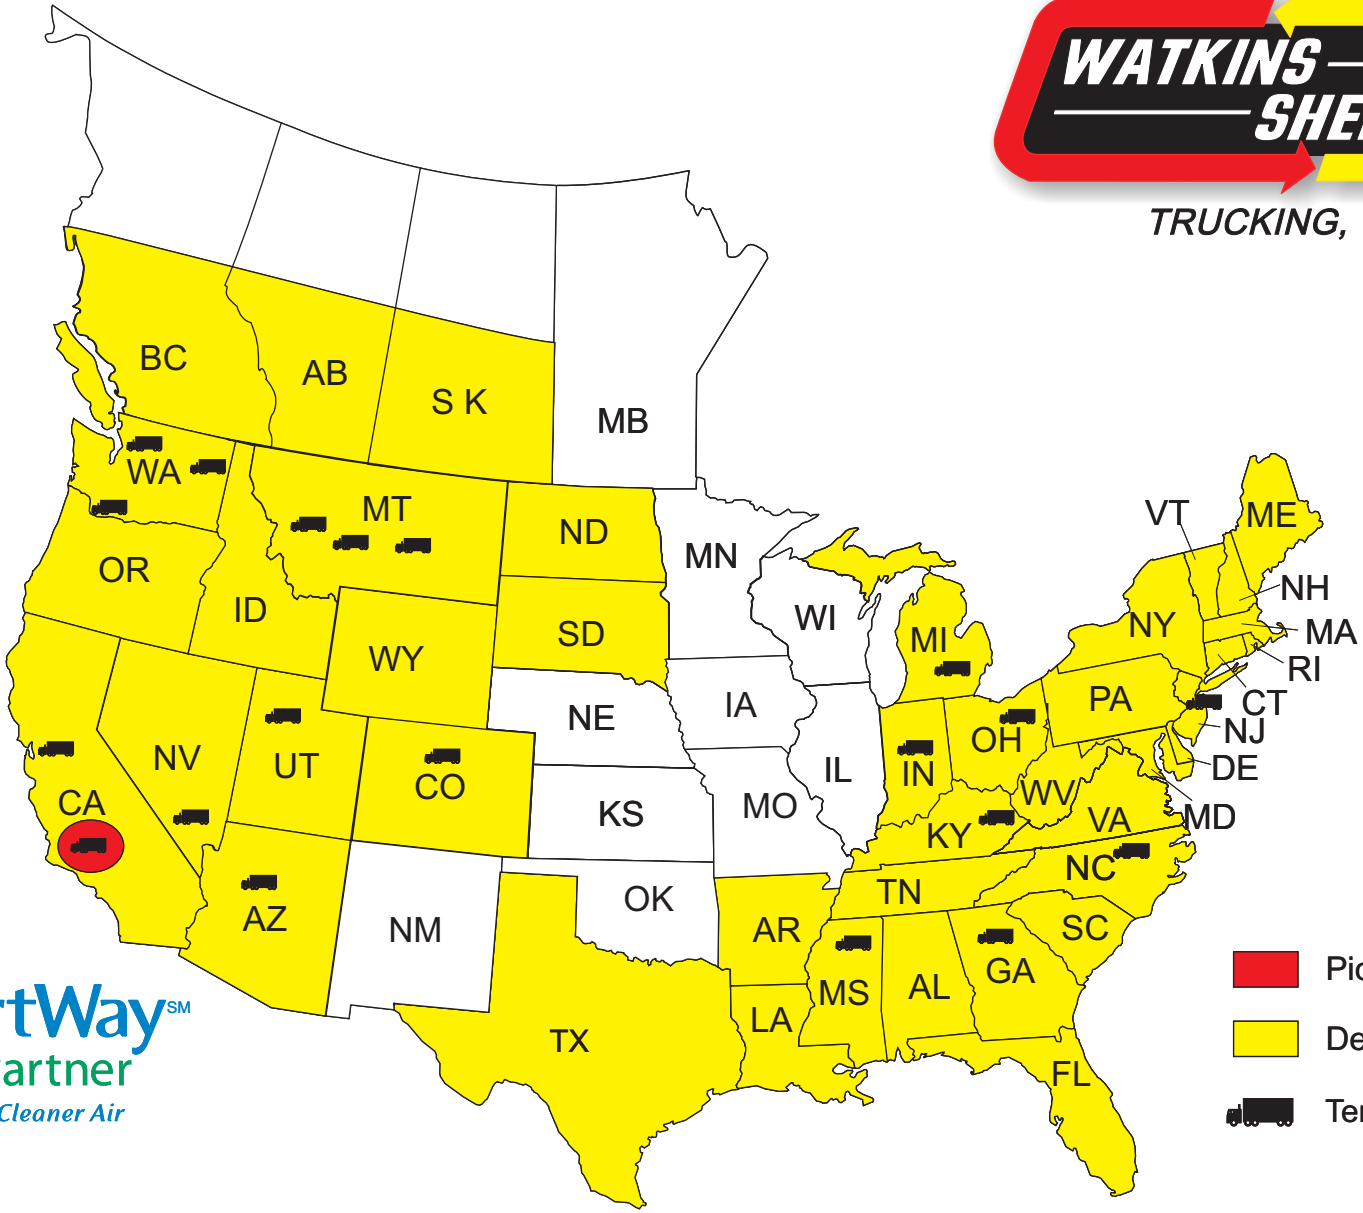 WATKINS
SHE
TRUCKING,
BC
AB
S K
MB
WA
MT
ND
MN
VT
ME
OR
ID
SD
WI
MI
NY
NH
MA
RI
WY
NE
IA
PA
CT
NJ
NV
UT
CO
IL
IN
OH
DE
CA
KS
MO
WV
VA
MD
KY
NC
AZ
NM
OK
AR
TN
SC
MS
AL
GA
LA
TX
FL
rtWay SM
artner
Cleaner Air
Pic
De
Ter